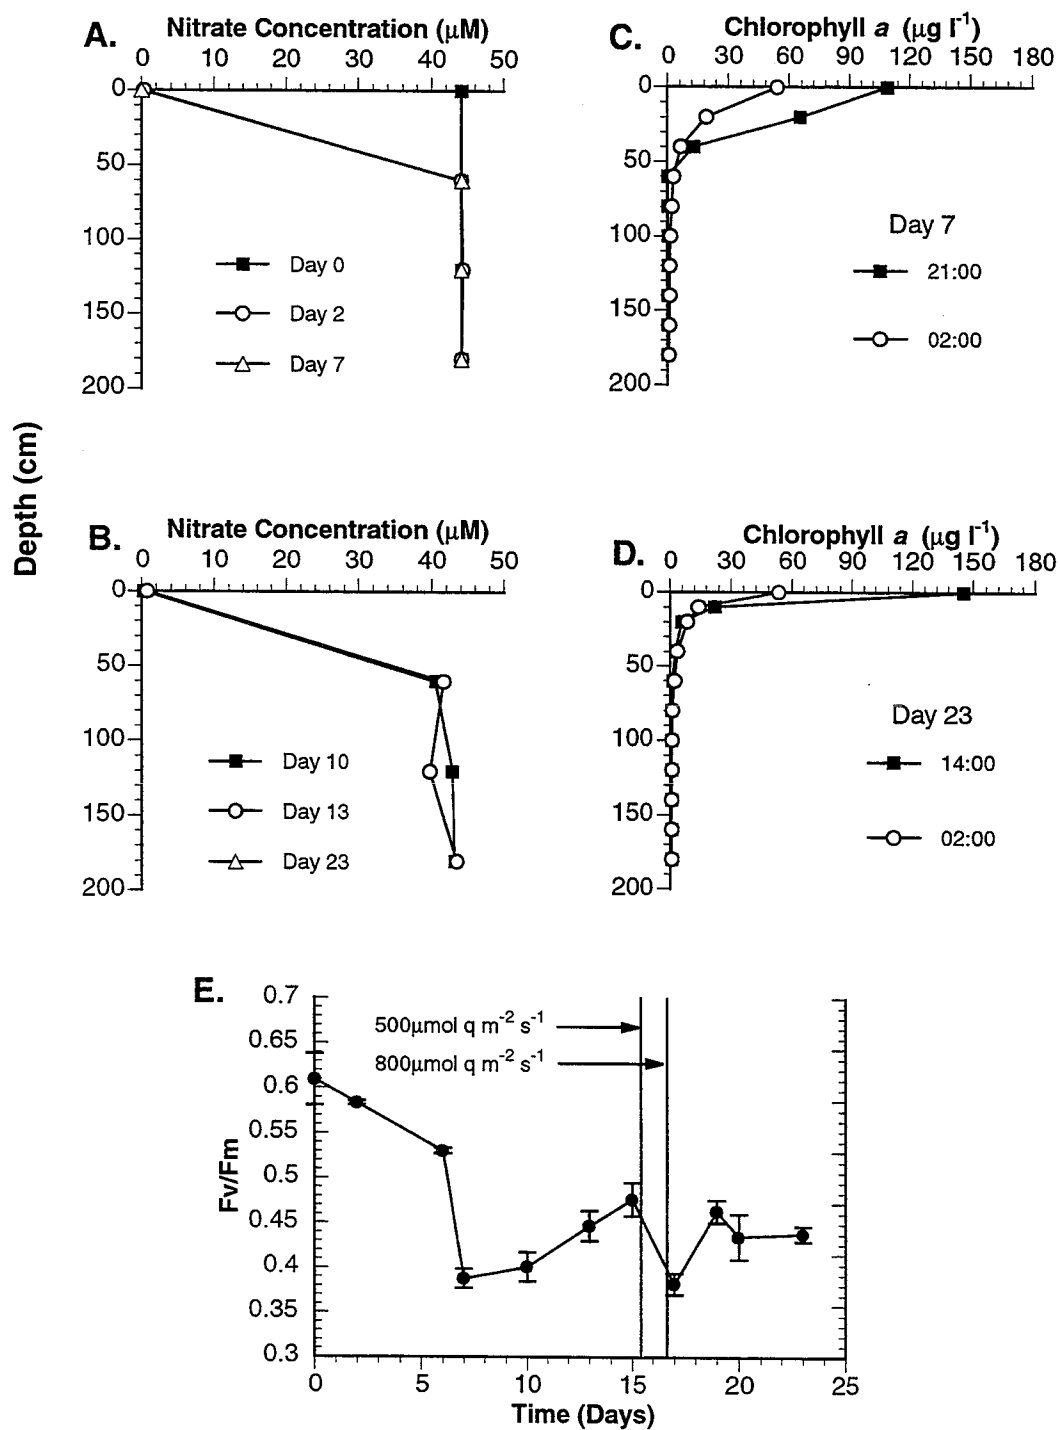 A.
Nitrate Concentration (µM)
0 10 20 30 40 50
0
50
100
150
200
Day 0
Day 2
Day 7
C.
Chlorophyll a (µg l-1)
0 30 60 90 120 150 180
0
50
100
150
200
Day 7
21:00
02:00
Depth (cm)
B.
Nitrate Concentration (µM)
0 10 20 30 40 50
0
50
100
150
200
Day 10
Day 13
Day 23
D.
Chlorophyll a (µg l-1)
0 30 60 90 120 150 180
0
50
100
150
200
Day 23
14:00
02:00
E.
0.7
0.65
0.6
0.55
0.5
0.45
0.4
0.35
0.3
Fv/Fm
500µmol q m-2 s-1
800µmol q m-2 s-1
0 5 10 15 20 25
Time (Days)